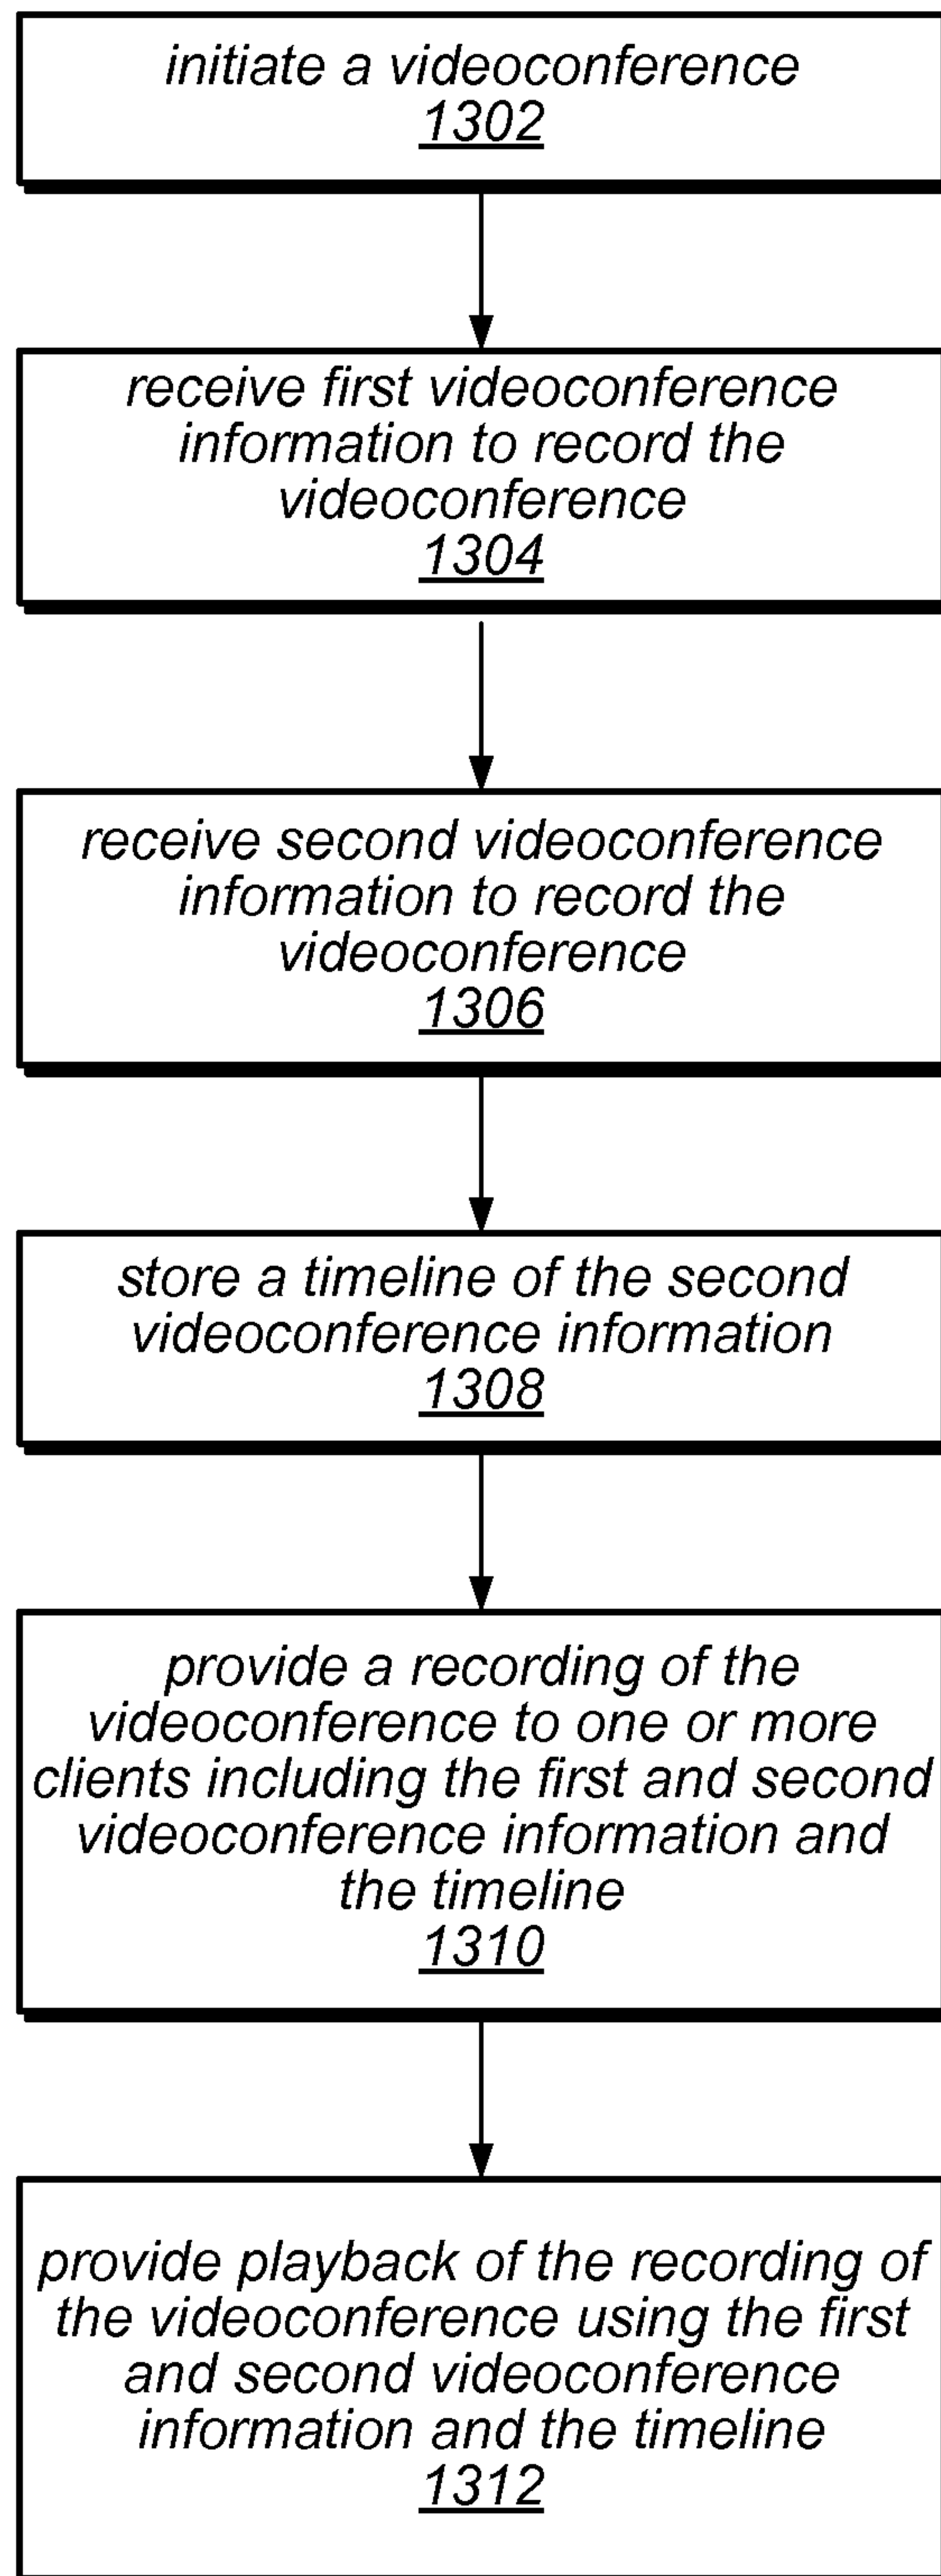 initiate a videoconference
1302
receive first videoconference
information to record the
videoconference
1304
receive second videoconference
information to record the
videoconference
1306
store a timeline of the second
videoconference information
1308
provide a recording of the
videoconference to one or more
clients including the first and second
videoconference information and
the timeline
1310
provide playback of the recording of
the videoconference using the first
and second videoconference
information and the timeline
1312